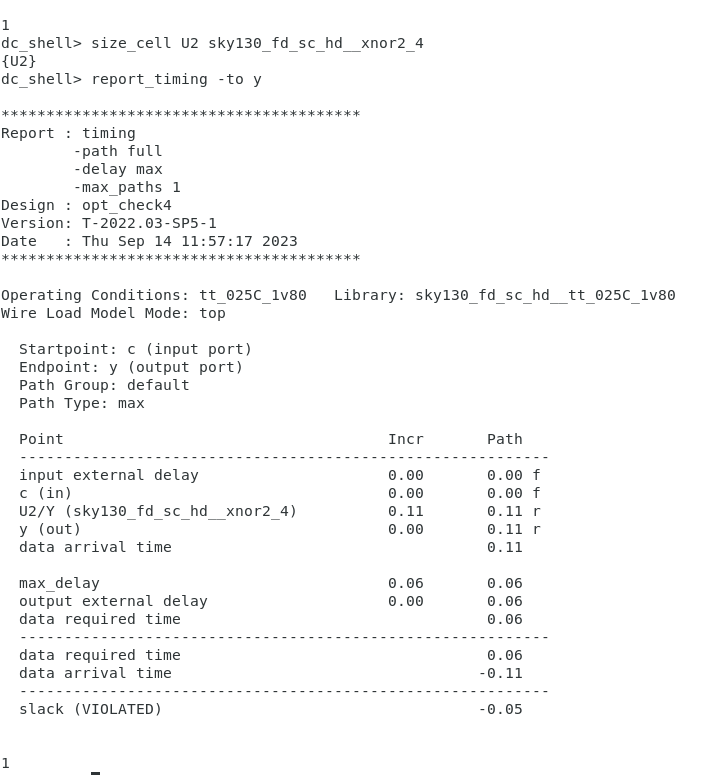 1
dc_shell> size_cell U2 sky130_fd_sc_hd__xnor2_4
{U2}
dc_shell> report_timing -to y
****************************************
Report : timing
        -path full
        -delay max
        -max_paths 1
Design : opt_check4
Version: T-2022.03-SP5-1
Date   : Thu Sep 14 11:57:17 2023
****************************************
Operating Conditions: tt_025C_1v80   Library: sky130_fd_sc_hd__tt_025C_1v80
Wire Load Model Mode: top
  Startpoint: c (input port)
  Endpoint: y (output port)
  Path Group: default
  Path Type: max
  Point                                    Incr       Path
  -----------------------------------------------------------
  input external delay                     0.00       0.00 f
  c (in)                                   0.00       0.00 f
  U2/Y (sky130_fd_sc_hd__xnor2_4)          0.11       0.11 r
  y (out)                                  0.00       0.11 r
  data arrival time                                   0.11
  max_delay                                0.06       0.06
  output external delay                    0.00       0.06
  data required time                                  0.06
  -----------------------------------------------------------
  data required time                                  0.06
  data arrival time                                  -0.11
  -----------------------------------------------------------
  slack (VIOLATED)                                   -0.05
1